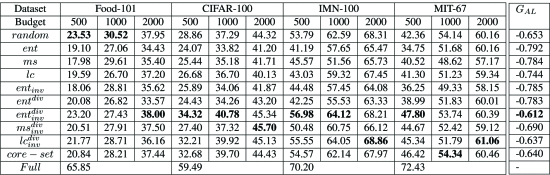 Dataset Food-101 CIFAR-100 IMN-100 MIT-67 G_AL
Budget 500 1000 2000 500 1000 2000 500 1000 2000 500 1000 2000
random 23.53 30.52 37.95 28.86 37.29 44.32 53.79 62.59 68.31 42.36 54.14 60.16 -0.653
ent 19.10 27.06 34.43 24.07 33.82 41.20 41.19 57.65 65.47 34.75 51.68 60.16 -0.792
ms 17.98 29.61 35.40 25.44 35.18 41.71 45.57 51.56 65.73 40.52 48.62 57.17 -0.784
lc 19.59 26.70 37.20 26.68 36.70 40.13 43.03 59.32 67.45 41.30 51.23 59.34 -0.744
ent_inv 18.06 28.81 35.62 25.89 34.06 41.87 44.48 57.45 64.08 36.25 49.33 58.15 -0.785
ent^div 20.08 26.82 33.57 24.43 34.26 43.20 42.25 55.53 63.33 38.99 51.83 60.01 -0.783
ent^div_inv 23.20 27.43 38.00 34.32 40.78 45.34 56.98 64.12 68.21 47.80 53.74 60.39 -0.612
ms^div_inv 20.51 27.91 37.50 27.40 37.32 45.70 50.48 60.75 66.12 44.67 52.42 59.12 -0.690
lc^div_inv 21.77 28.71 36.16 32.21 39.92 45.13 55.55 64.05 68.86 45.34 51.79 61.06 -0.637
core-set 20.84 28.21 37.44 32.68 39.70 44.43 54.57 62.14 67.97 46.42 54.34 60.46 -0.640
Full 65.85 59.49 70.20 72.43 -